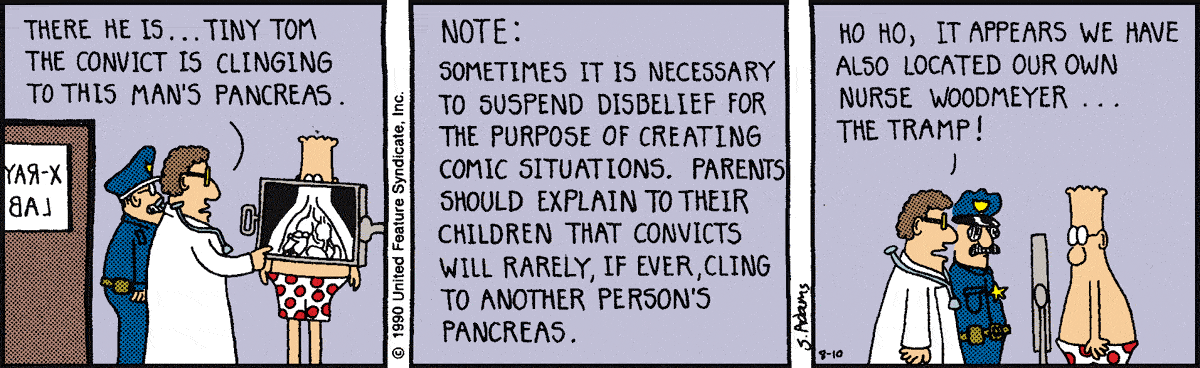 THERE HE IS... TINY TOM
THE CONVICT IS CLINGING
TO THIS MAN'S PANCREAS.
X-RAY
LAB
© 1990 United Feature Syndicate, Inc.
NOTE:
SOMETIMES IT IS NECESSARY
TO SUSPEND DISBELIEF FOR
THE PURPOSE OF CREATING
COMIC SITUATIONS. PARENTS
SHOULD EXPLAIN TO THEIR
CHILDREN THAT CONVICTS
WILL RARELY, IF EVER, CLING
TO ANOTHER PERSON'S
PANCREAS.
S. Adams
HO HO, IT APPEARS WE HAVE
ALSO LOCATED OUR OWN
NURSE WOODMEYER ...
THE TRAMP!
8-10